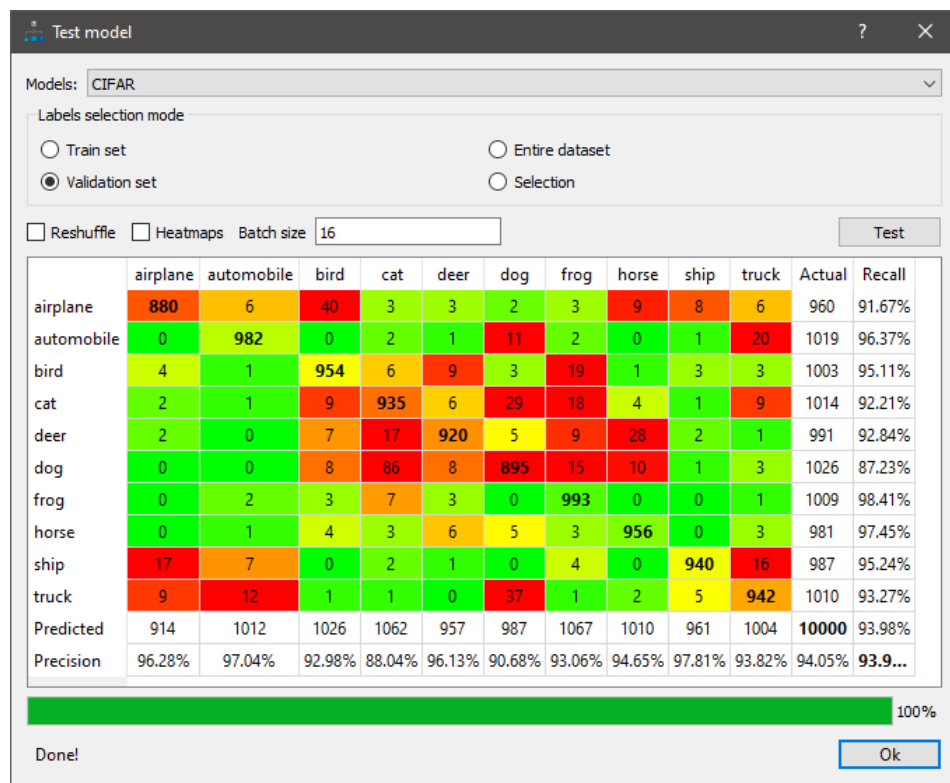 Test model
Models: CIFAR
Labels selection mode
Train set Entire dataset
Validation set Selection
Reshuffle Heatmaps Batch size 16 Test
airplane automobile bird cat deer dog frog horse ship truck Actual Recall
airplane 880 6 40 3 3 2 3 9 8 6 960 91.67%
automobile 0 982 0 2 1 11 2 0 1 20 1019 96.37%
bird 4 1 954 6 9 3 19 1 3 3 1003 95.11%
cat 2 1 9 935 6 29 18 4 1 9 1014 92.21%
deer 2 0 7 17 920 5 9 28 2 1 991 92.84%
dog 0 0 8 86 8 895 15 10 1 3 1026 87.23%
frog 0 2 3 7 3 0 993 0 0 1 1009 98.41%
horse 0 1 4 3 6 5 3 956 0 3 981 97.45%
ship 17 7 0 2 1 0 4 0 940 16 987 95.24%
truck 9 12 1 1 0 37 1 2 5 942 1010 93.27%
Predicted 914 1012 1026 1062 957 987 1067 1010 961 1004 10000 93.98%
Precision 96.28% 97.04% 92.98% 88.04% 96.13% 90.68% 93.06% 94.65% 97.81% 93.82% 94.05% 93.9...
100%
Done! Ok